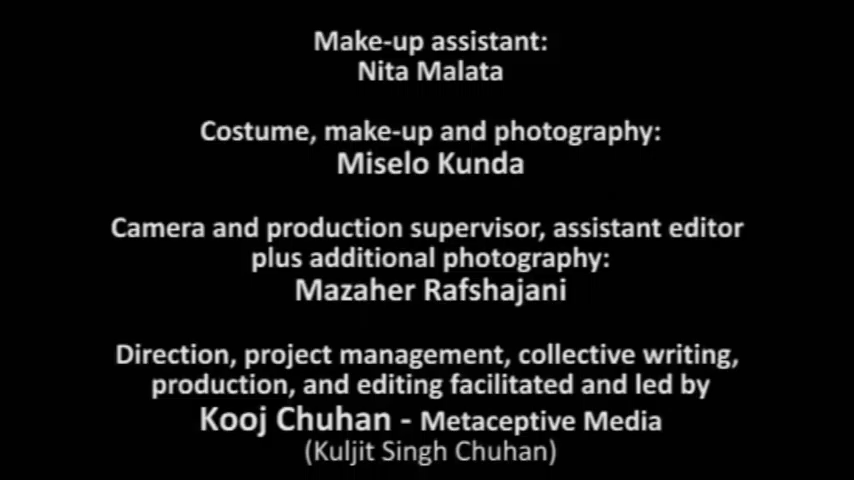 Make-up assistant:
Nita Malata
Costume, make-up and photography:
Miselo Kunda
Camera and production supervisor, assistant editor
plus additional photography:
Mazaher Rafshajani
Direction, project management, collective writing,
production, and editing facilitated and led by
Kooj Chuhan - Metaceptive Media
(Kuljit Singh Chuhan)